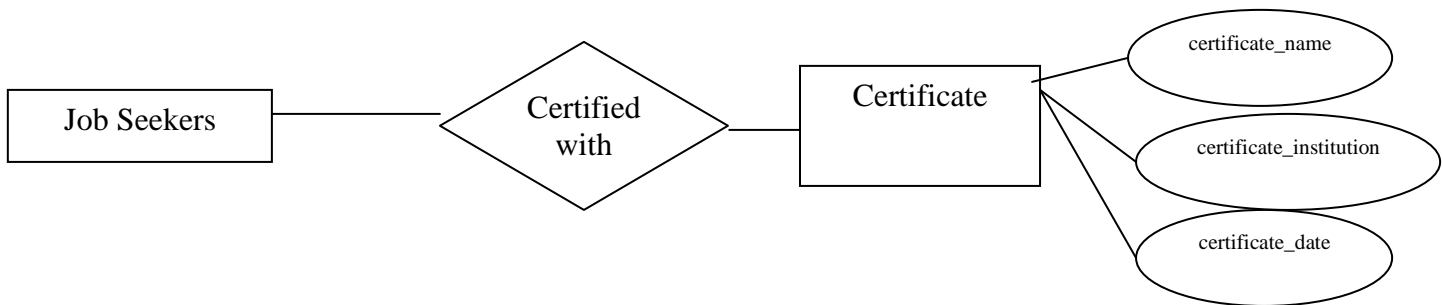 Job Seekers
Certified
with
Certificate
certificate_name
certificate_institution
certificate_date